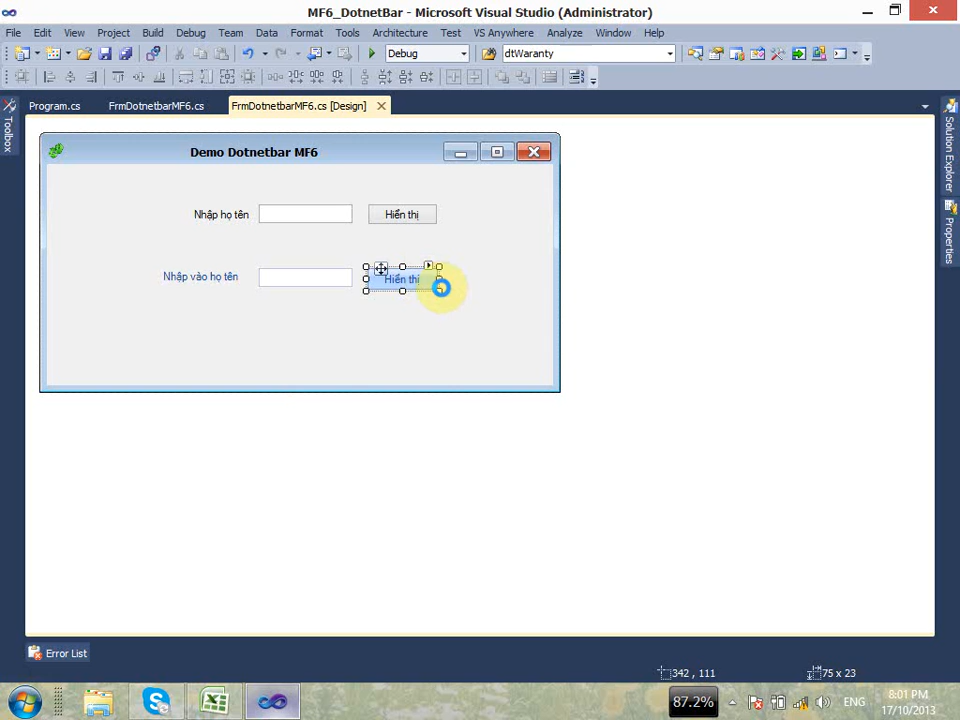 MF6_DotnetBar - Microsoft Visual Studio (Administrator)
File Edit View Project Build Debug Team Data Format Tools Architecture Test VS Anywhere Analyze Window Help
Debug dtWaranty
Program.cs FrmDotnetbarMF6.cs FrmDotnetbarMF6.cs [Design]
Toolbox
Solution Explorer
Properties
Demo Dotnetbar MF6
Nhập họ tên Hiển thị
Nhập vào họ tên Hiển thị
Error List
342 , 111 75 x 23
87.2% ENG 8:01 PM
17/10/2013